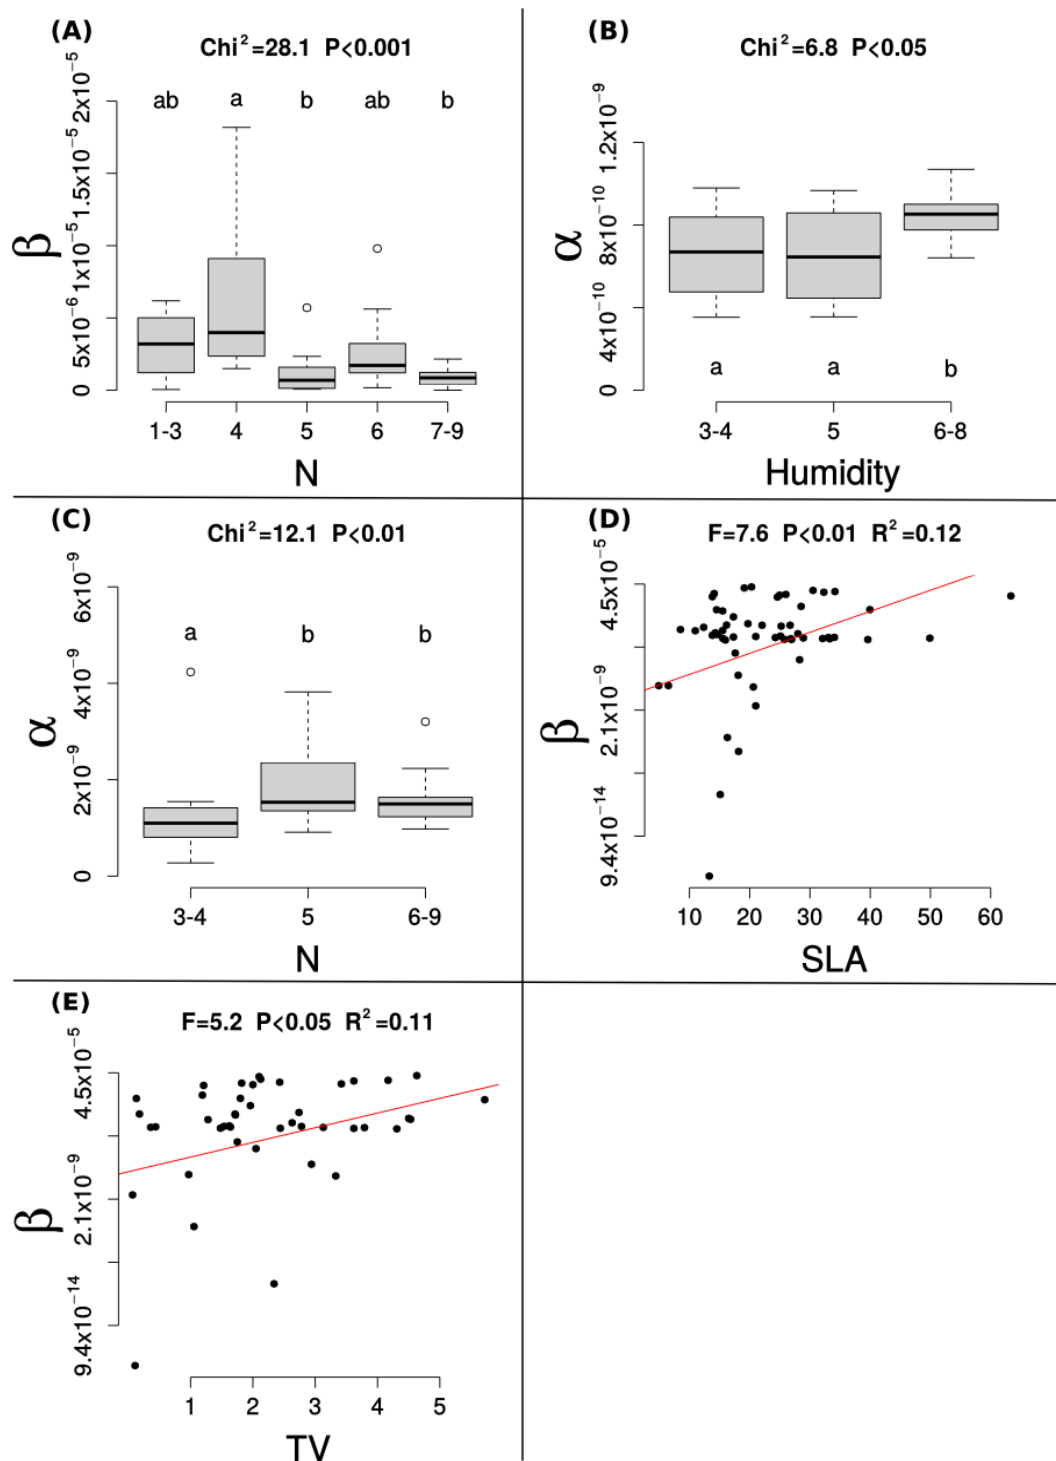 (A)
Chi²=28.1 P<0.001
ab a b ab b
β
0 5x10⁻⁶ 1x10⁻⁵ 1.5x10⁻⁵ 2x10⁻⁵
1-3 4 5 6 7-9
N
(B)
Chi²=6.8 P<0.05
α
4x10⁻¹⁰ 8x10⁻¹⁰ 1.2x10⁻⁹
0
a a b
3-4 5 6-8
Humidity
(C)
Chi²=12.1 P<0.01
a b b
α
0 2x10⁻⁹ 4x10⁻⁹ 6x10⁻⁹
3-4 5 6-9
N
(D)
F=7.6 P<0.01 R²=0.12
β
9.4x10⁻¹⁴ 2.1x10⁻⁹ 4.5x10⁻⁵
10 20 30 40 50 60
SLA
(E)
F=5.2 P<0.05 R²=0.11
β
9.4x10⁻¹⁴ 2.1x10⁻⁹ 4.5x10⁻⁵
1 2 3 4 5
TV